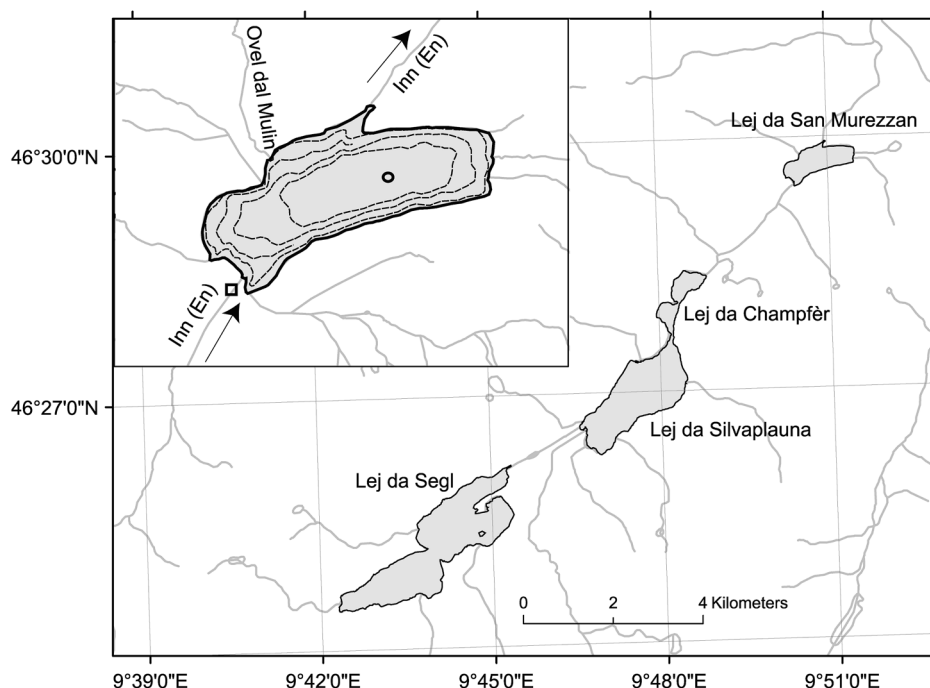 Ovel dal Mulin
Inn (En)
Lej da San Murezzan
46°30'0"N
Inn (En)
Lej da Champfèr
46°27'0"N
Lej da Silvaplauna
Lej da Segl
0 2 4 Kilometers
9°39'0"E 9°42'0"E 9°45'0"E 9°48'0"E 9°51'0"E